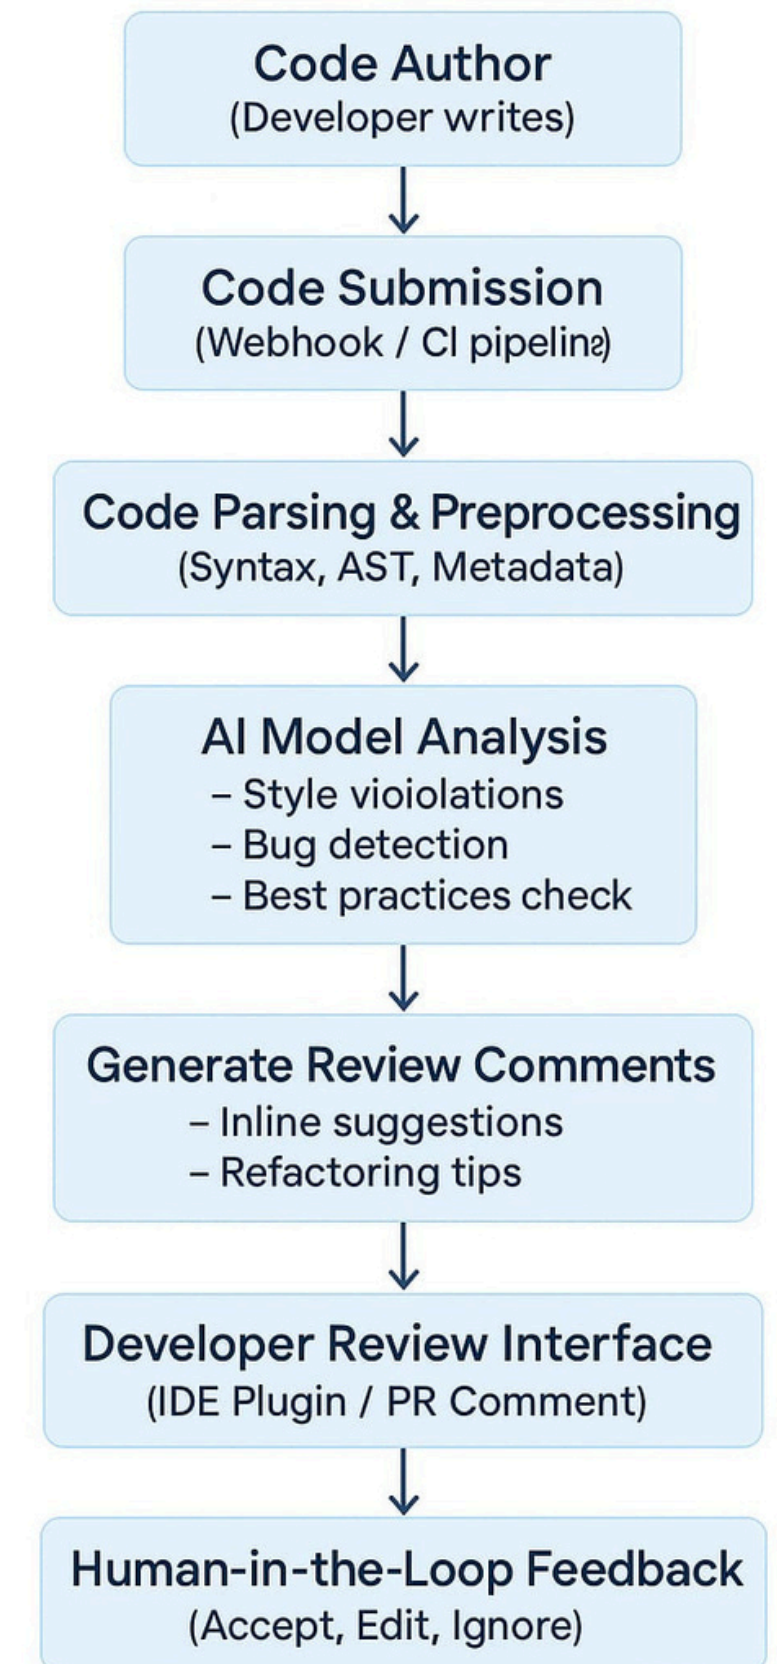 Code Author
(Developer writes)
Code Submission
(Webhook / CI pipeline)
Code Parsing & Preprocessing
(Syntax, AST, Metadata)
AI Model Analysis
– Style vioiolations
– Bug detection
– Best practices check
Generate Review Comments
– Inline suggestions
– Refactoring tips
Developer Review Interface
(IDE Plugin / PR Comment)
Human-in-the-Loop Feedback
(Accept, Edit, Ignore)